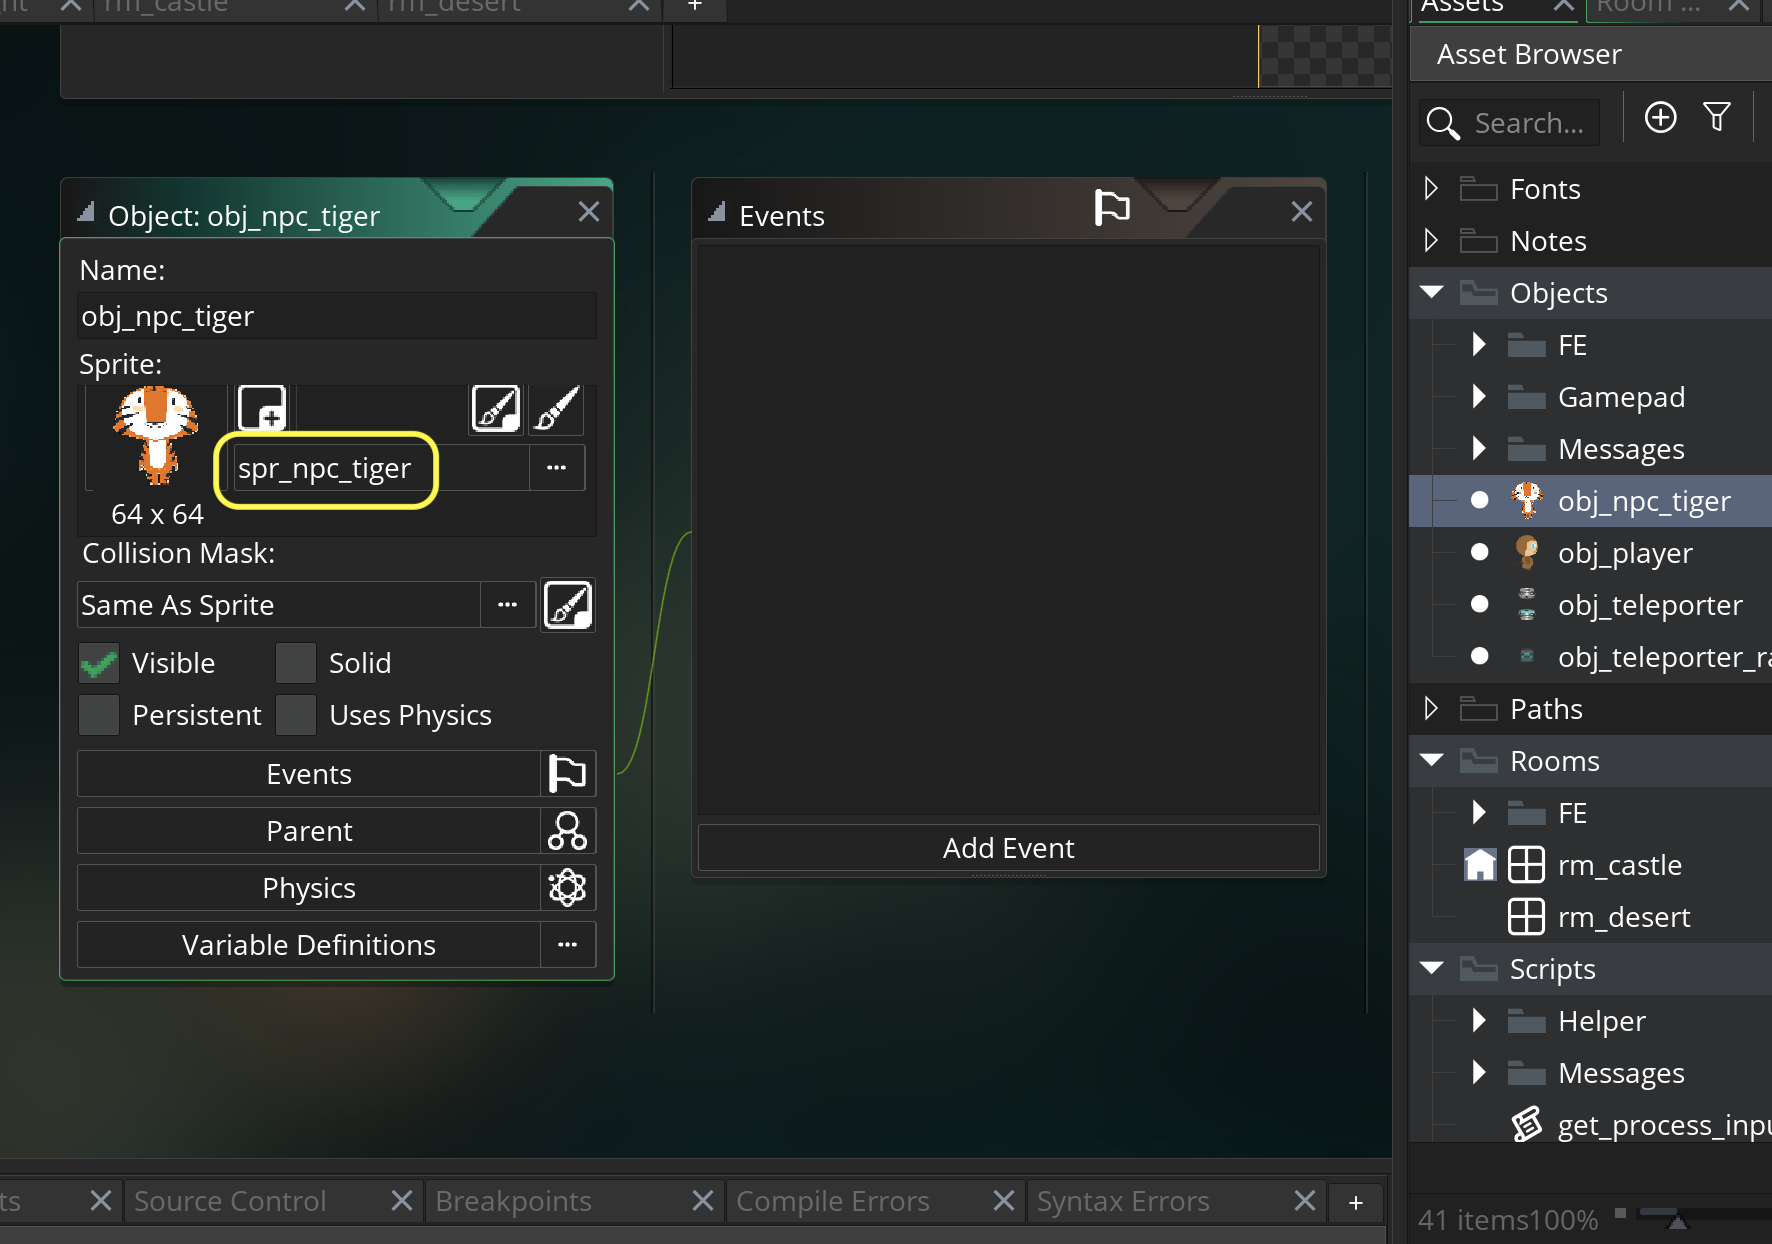 rm_castle
rm_desert
+
Assets
Room ...
Asset Browser
Search...
Object: obj_npc_tiger
Name:
obj_npc_tiger
Sprite:
spr_npc_tiger
...
64 x 64
Collision Mask:
Same As Sprite
...
Visible
Solid
Persistent
Uses Physics
Events
Parent
Physics
Variable Definitions
...
Events
Add Event
Fonts
Notes
Objects
FE
Gamepad
Messages
obj_npc_tiger
obj_player
obj_teleporter
obj_teleporter_ra
Paths
Rooms
FE
rm_castle
rm_desert
Scripts
Helper
Messages
get_process_inpu
ts
Source Control
Breakpoints
Compile Errors
Syntax Errors
+
41 items
100%